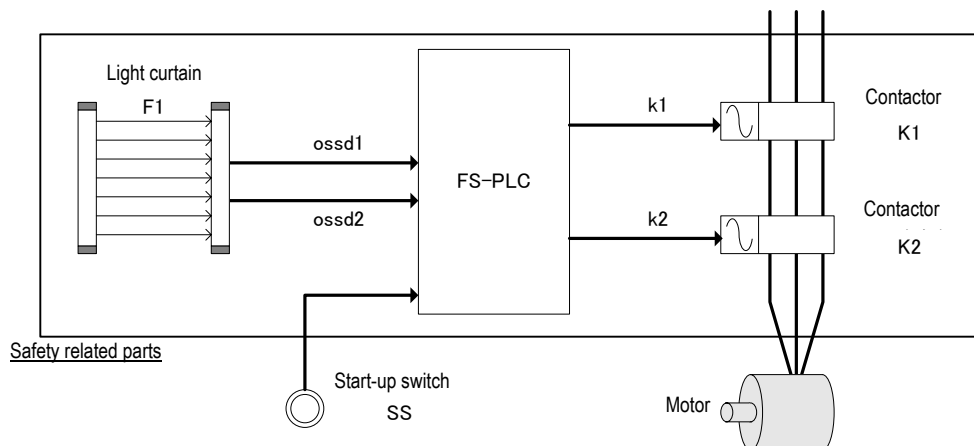 Light curtain
F1
ossd1
ossd2
FS-PLC
k1
k2
Contactor
K1
Contactor
K2
Safety related parts
Start-up switch
SS
Motor